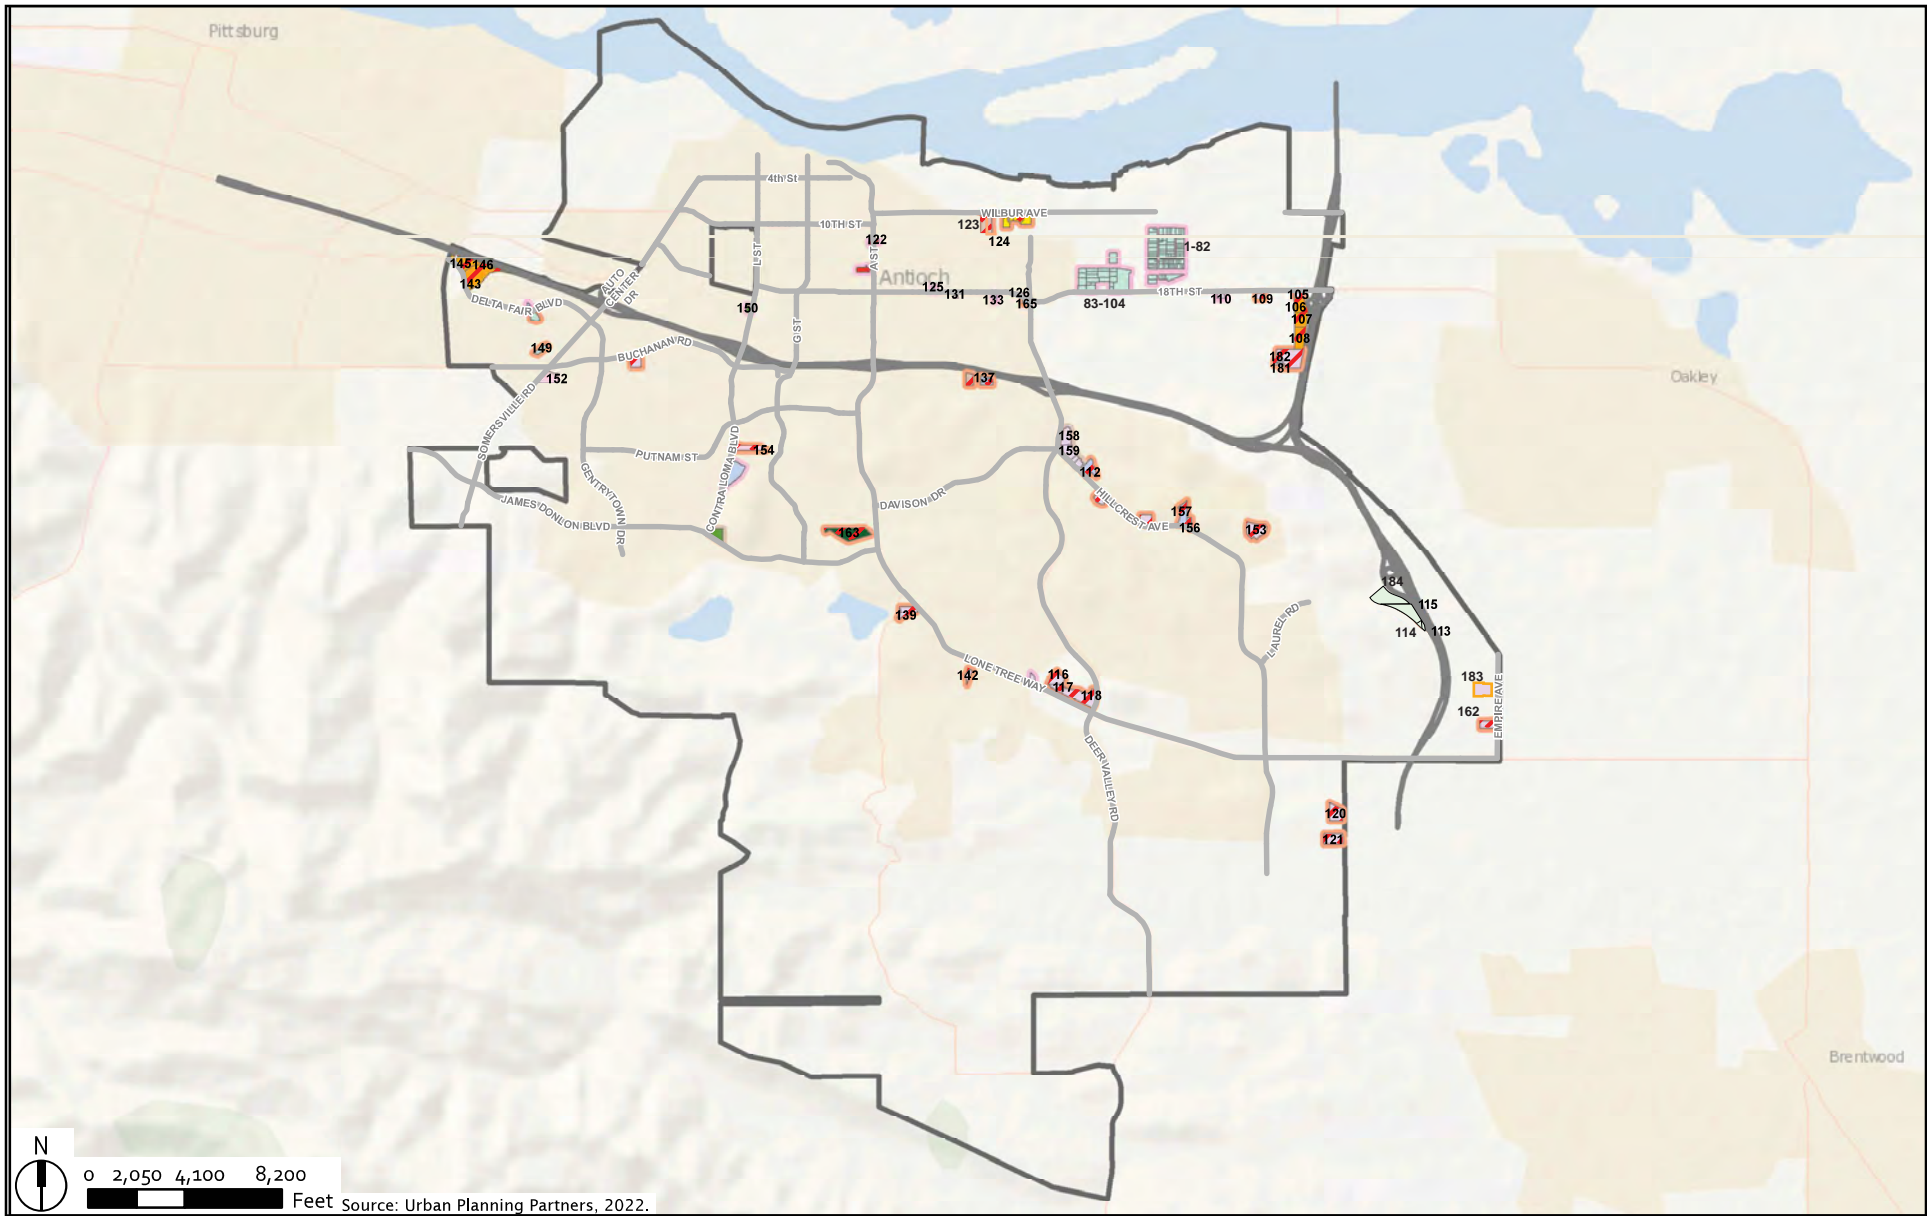 Pittsburg
4th St
10TH ST
WILBUR AVE
123
124
122
1-82
L ST
A ST
Antioch
145
146
143
AUTO
CENTER
DR
DELTA FAIR BLVD
125
131
133
126
165
83-104
18TH ST
110
109
105
106
107
108
182
181
150
G ST
149
BUCHANAN RD
152
137
Oakley
SOMERSVILLE RD
158
159
112
154
PUTNAM ST
CONTRA LOMA BLVD
GENTRYTOWN DR
JAMES DONLON BLVD
DAVISON DR
HILLCREST AVE
157
156
153
163
184
115
114
113
139
LAUREL RD
142
LONE TREE WAY
116
117
118
183
162
EMPIRE AVE
DEER VALLEY RD
120
121
Brentwood
N
0 2,050 4,100 8,200
Feet
Source: Urban Planning Partners, 2022.